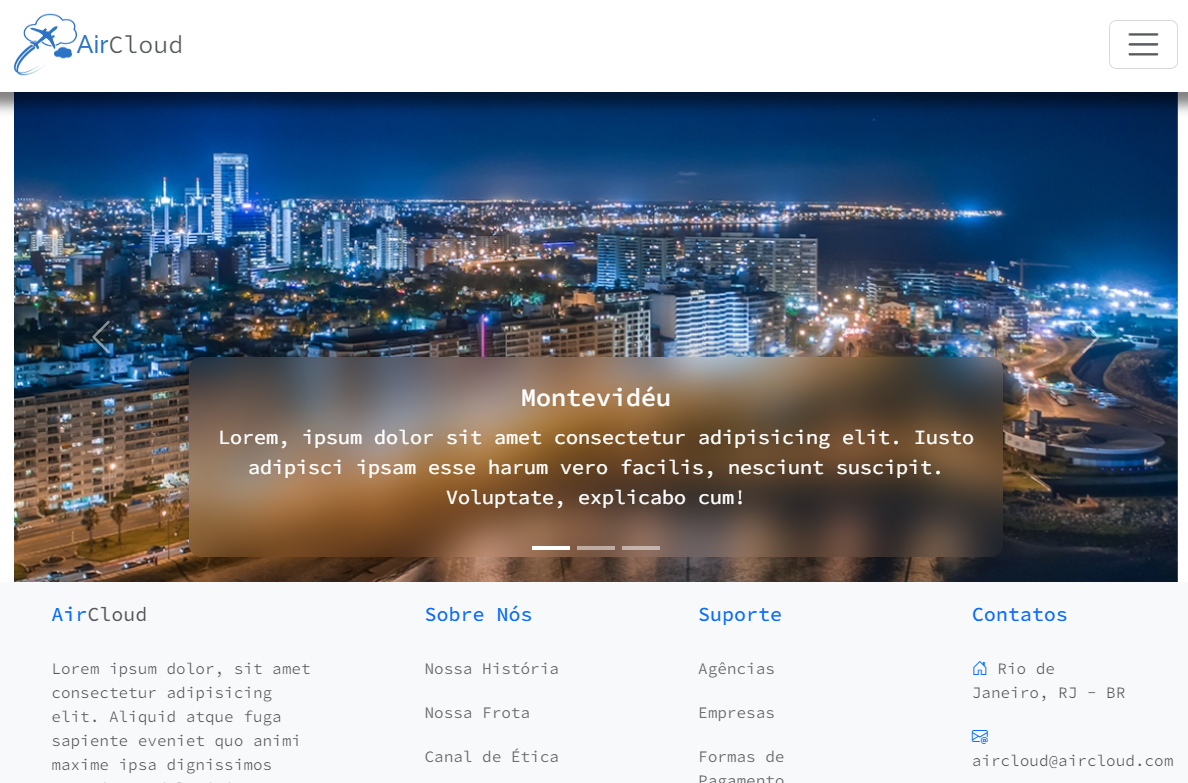 AirCloud
Montevidéu
Lorem, ipsum dolor sit amet consectetur adipisicing elit. Iusto
adipisci ipsam esse harum vero facilis, nesciunt suscipit.
Voluptate, explicabo cum!
AirCloud
Lorem ipsum dolor, sit amet
consectetur adipisicing
elit. Aliquid atque fuga
sapiente eveniet quo animi
maxime ipsa dignissimos
Sobre Nós
Nossa História
Nossa Frota
Canal de Ética
Suporte
Agências
Empresas
Formas de
Pagamento
Contatos
Rio de
Janeiro, RJ - BR
aircloud@aircloud.com